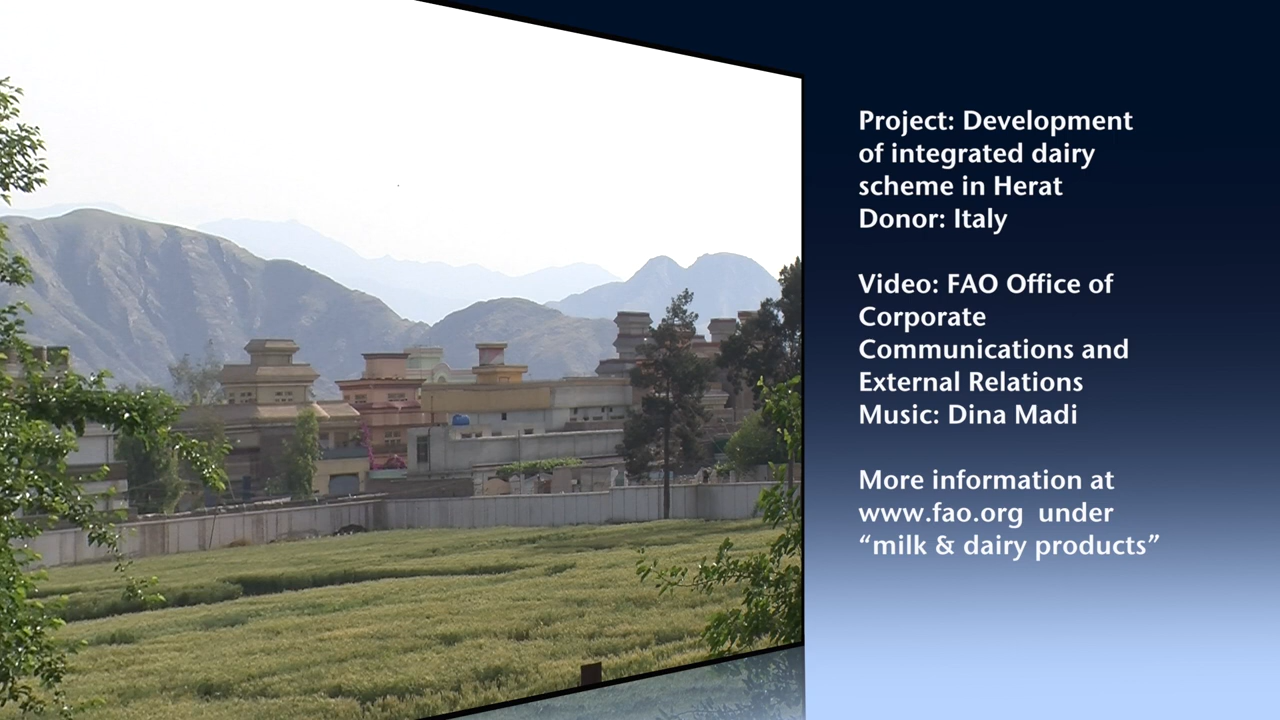 Project: Development
of integrated dairy
scheme in Herat
Donor: Italy
Video: FAO Office of
Corporate
Communications and
External Relations
Music: Dina Madi
More information at
www.fao.org  under
“milk & dairy products”